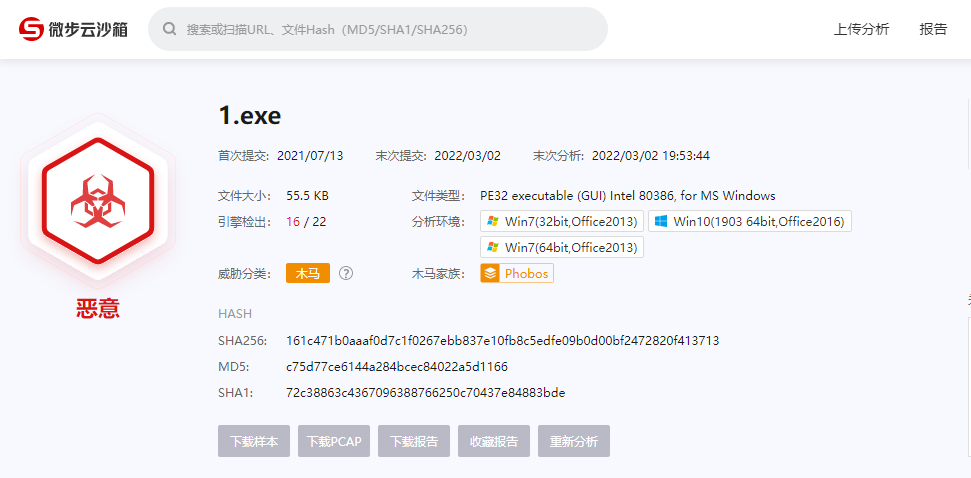 微步云沙箱
搜索或扫描URL、文件Hash（MD5/SHA1/SHA256）
上传分析 报告
1.exe
首次提交: 2021/07/13 末次提交: 2022/03/02 末次分析: 2022/03/02 19:53:44
文件大小: 55.5 KB 文件类型: PE32 executable (GUI) Intel 80386, for MS Windows
引擎检出: 16 / 22 分析环境: Win7(32bit,Office2013) Win10(1903 64bit,Office2016)
Win7(64bit,Office2013)
威胁分类: 木马 ? 木马家族: Phobos
恶意
HASH
SHA256: 161c471b0aaaf0d7c1f0267ebb837e10fb8c5edfe09b0d00bf2472820f413713
MD5: c75d77ce6144a284bcec84022a5d1166
SHA1: 72c38863c4367096388766250c70437e84883bde
下载样本 下载PCAP 下载报告 收藏报告 重新分析